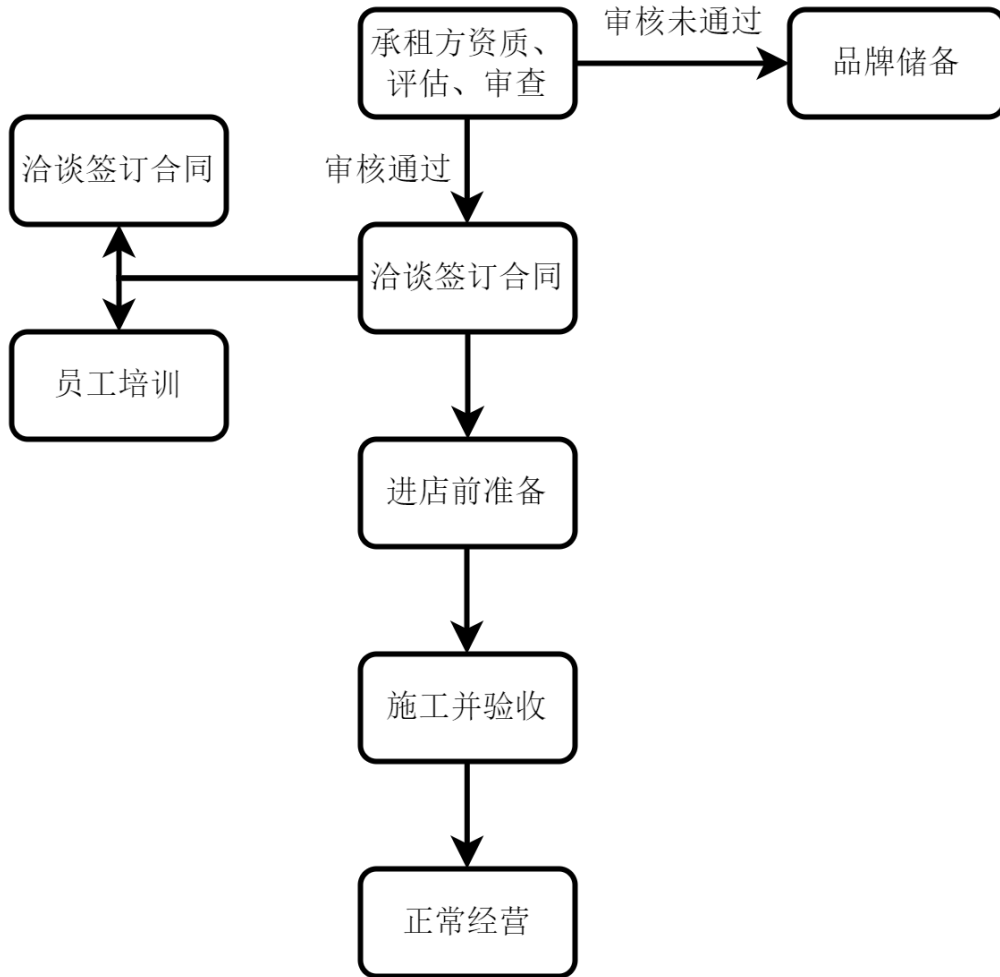 承租方资质、
评估、审查
审核未通过
品牌储备
审核通过
洽谈签订合同
洽谈签订合同
员工培训
进店前准备
施工并验收
正常经营